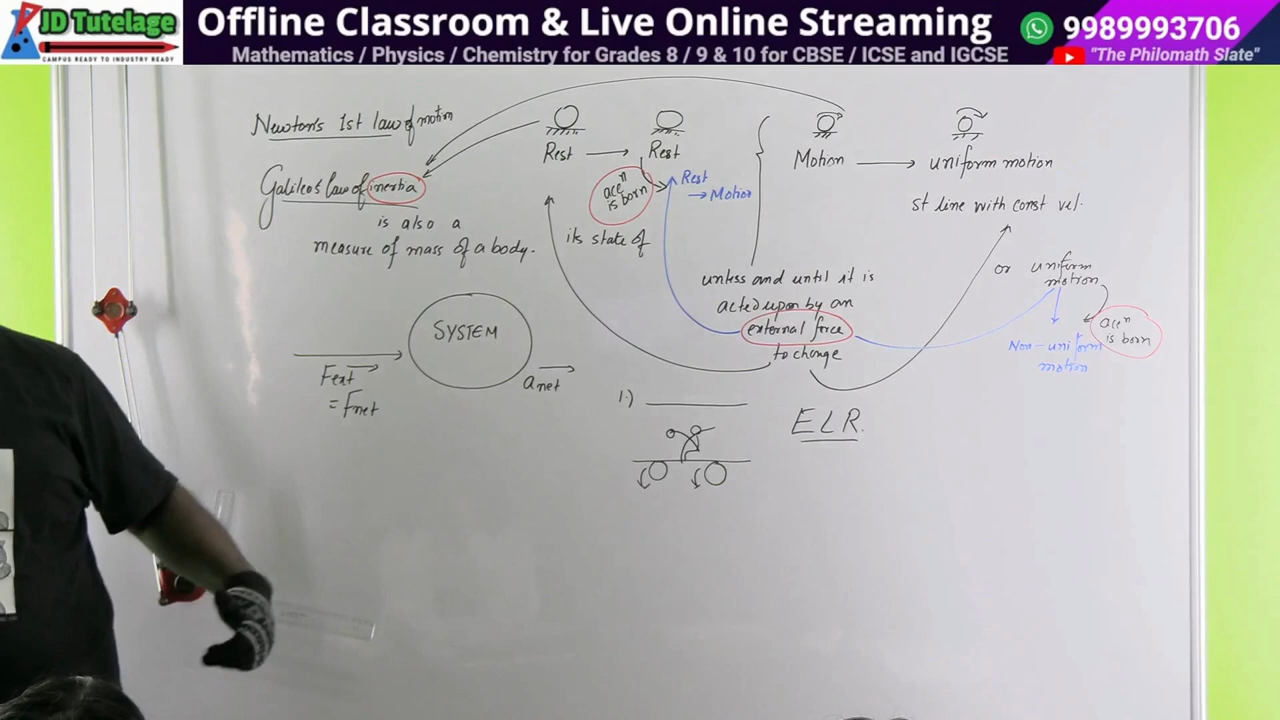 JD Tutelage
CAMPUS READY TO INDUSTRY READY
Offline Classroom & Live Online Streaming
Mathematics / Physics / Chemistry for Grades 8 / 9 & 10 for CBSE / ICSE and IGCSE
9989993706
"The Philomath Slate"
Newton's 1st law of motion
Galileo's law of inertia
is also a
measure of mass of a body.
Rest → Rest
accⁿ
is born
Rest
→ Motion
its state of
Motion → uniform motion
st line with const vel.
or uniform
motion
accⁿ
is born
Non-uniform
motion
unless and until it is
acted upon by an
external force
to change
SYSTEM
Fext
= Fnet
anet
1.)
ELR.